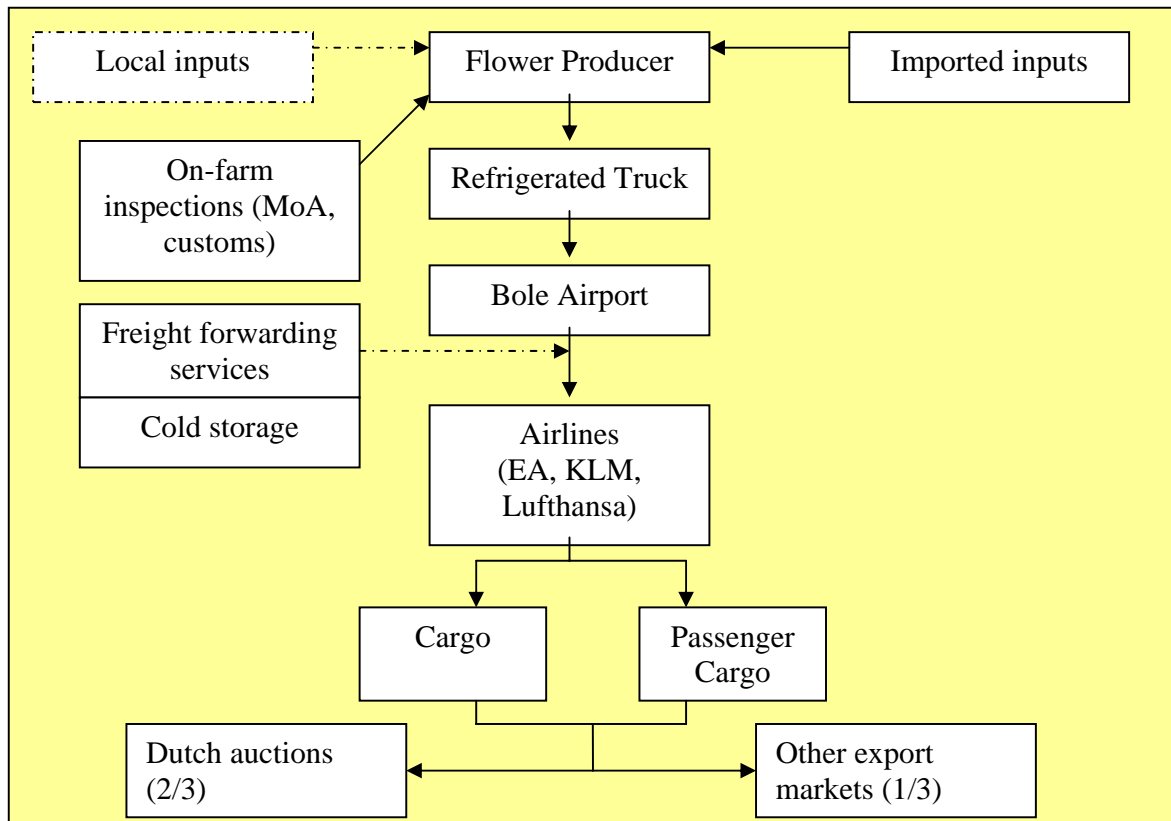 Local inputs
Flower Producer
Imported inputs
On-farm
inspections (MoA,
customs)
Refrigerated Truck
Bole Airport
Freight forwarding
services
Cold storage
Airlines
(EA, KLM,
Lufthansa)
Cargo
Passenger
Cargo
Dutch auctions
(2/3)
Other export
markets (1/3)